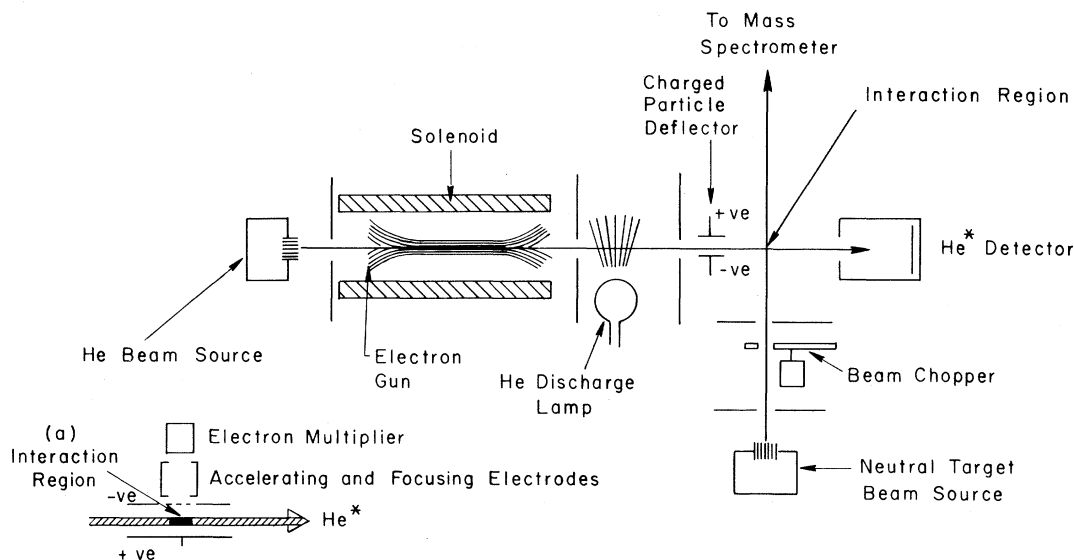 To Mass
Spectrometer
Charged
Particle
Deflector
Interaction Region
Solenoid
+ve
-ve
He* Detector
He Beam Source
Electron
Gun
He Discharge
Lamp
Beam Chopper
Neutral Target
Beam Source
(a)
Interaction
Region
Electron Multiplier
Accelerating and Focusing Electrodes
-ve
He*
+ ve